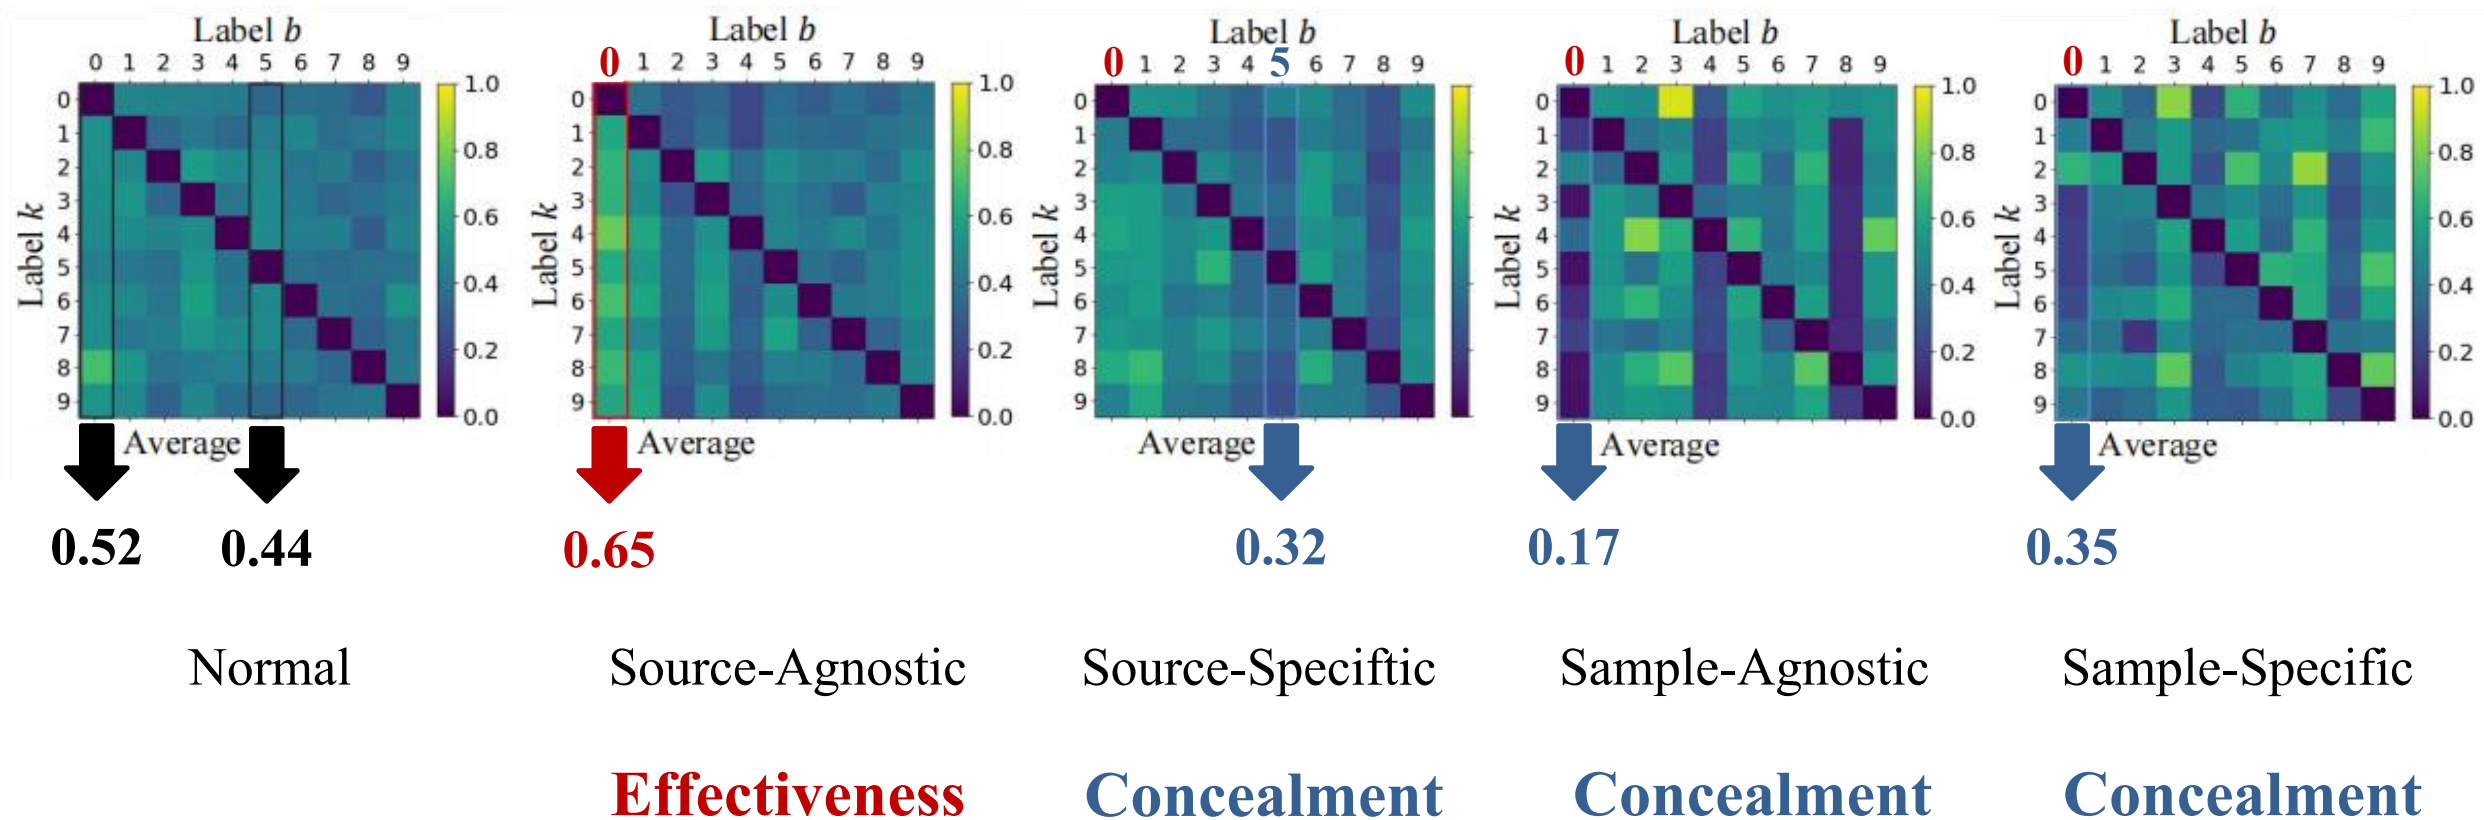 Label b
0 1 2 3 4 5 6 7 8 9
Label k
0
1
2
3
4
5
6
7
8
9
1.0
0.8
0.6
0.4
0.2
0.0
Average
0.52
0.44
Normal
Label b
0 1 2 3 4 5 6 7 8 9
Label k
0
1
2
3
4
5
6
7
8
9
1.0
0.8
0.6
0.4
0.2
0.0
Average
0.65
Source-Agnostic
Effectiveness
Label b
0 1 2 3 4 5 6 7 8 9
Label k
0
1
2
3
4
5
6
7
8
9
Average
0.32
Source-Speciftic
Concealment
Label b
0 1 2 3 4 5 6 7 8 9
Label k
0
1
2
3
4
5
6
7
8
9
1.0
0.8
0.6
0.4
0.2
0.0
Average
0.17
Sample-Agnostic
Concealment
Label b
0 1 2 3 4 5 6 7 8 9
Label k
0
1
2
3
4
5
6
7
8
9
1.0
0.8
0.6
0.4
0.2
0.0
Average
0.35
Sample-Specific
Concealment